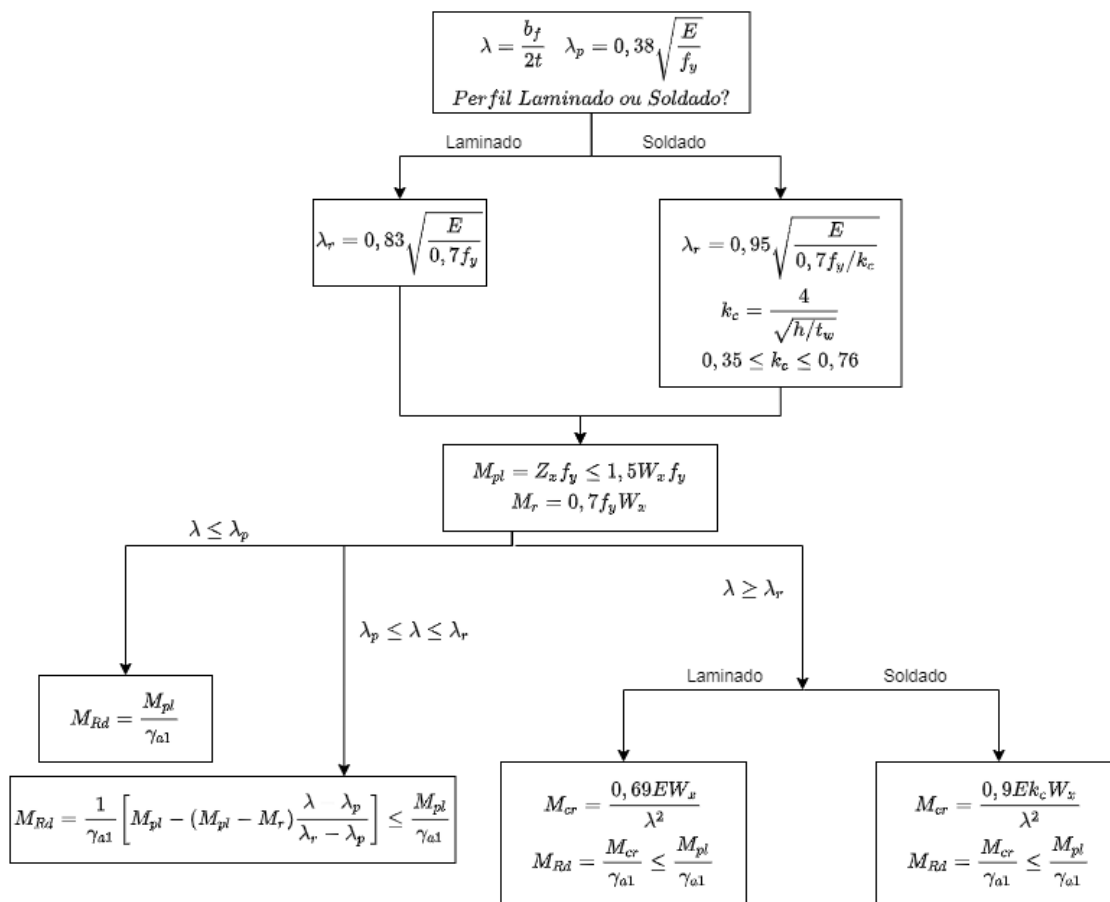 λ = b_f/2t   λ_p = 0,38√(E/f_y)
Perfil Laminado ou Soldado?
Laminado   Soldado
λ_r = 0,83√(E/0,7f_y)
λ_r = 0,95√(E/(0,7f_y/k_c))
k_c = 4/√(h/t_w)
0,35 ≤ k_c ≤ 0,76
M_pl = Z_x f_y ≤ 1,5W_x f_y
M_r = 0,7f_y W_x
λ ≤ λ_p
λ_p ≤ λ ≤ λ_r
λ ≥ λ_r
M_Rd = M_pl/γ_a1
M_Rd = 1/γ_a1 [M_pl − (M_pl − M_r) (λ − λ_p)/(λ_r − λ_p)] ≤ M_pl/γ_a1
Laminado   Soldado
M_cr = 0,69EW_x/λ²
M_Rd = M_cr/γ_a1 ≤ M_pl/γ_a1
M_cr = 0,9Ek_cW_x/λ²
M_Rd = M_cr/γ_a1 ≤ M_pl/γ_a1